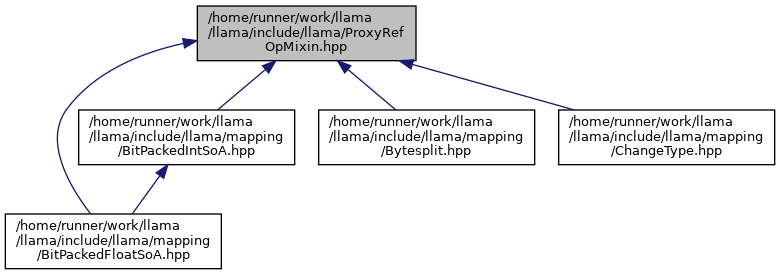 /home/runner/work/llama
/llama/include/llama/ProxyRef
OpMixin.hpp
/home/runner/work/llama
/llama/include/llama/mapping
/BitPackedIntSoA.hpp
/home/runner/work/llama
/llama/include/llama/mapping
/Bytesplit.hpp
/home/runner/work/llama
/llama/include/llama/mapping
/ChangeType.hpp
/home/runner/work/llama
/llama/include/llama/mapping
/BitPackedFloatSoA.hpp